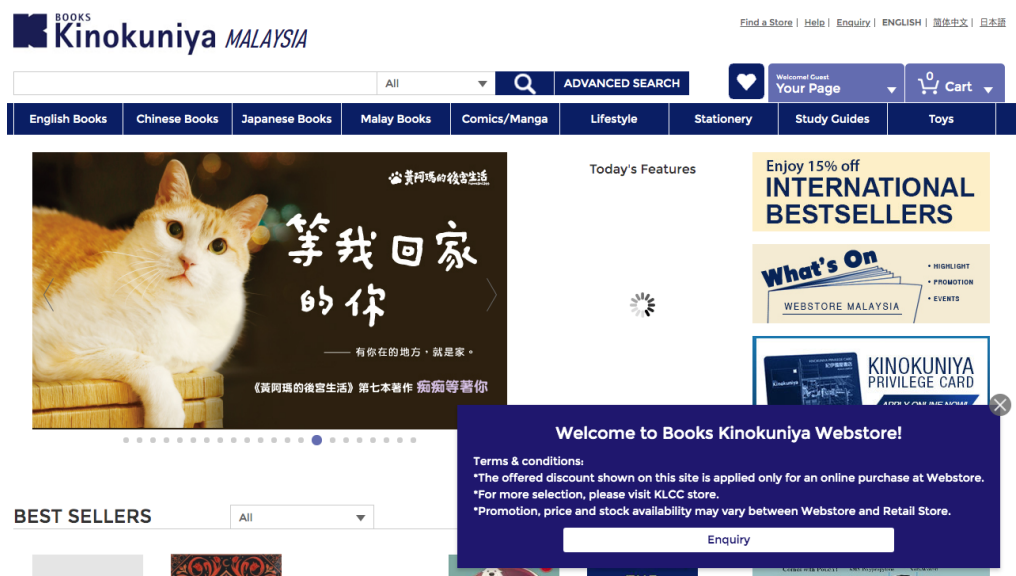 BOOKS
Kinokuniya MALAYSIA
Find a Store | Help | Enquiry | ENGLISH | 简体中文 | 日本語
All
ADVANCED SEARCH
Welcome! Guest
Your Page
0
Cart
English Books
Chinese Books
Japanese Books
Malay Books
Comics/Manga
Lifestyle
Stationery
Study Guides
Toys
黃阿瑪的後宮生活
等我回家
的你
有你在的地方，就是家。
《黃阿瑪的後宮生活》第七本著作 痴痴等著你
Today's Features
Enjoy 15% off
INTERNATIONAL
BESTSELLERS
What's On
WEBSTORE MALAYSIA
• HIGHLIGHT
• PROMOTION
• EVENTS
KINOKUNIYA
PRIVILEGE CARD
APPLY ONLINE NOW!
Welcome to Books Kinokuniya Webstore!
Terms & conditions:
*The offered discount shown on this site is applied only for an online purchase at Webstore.
*For more selection, please visit KLCC store.
*Promotion, price and stock availability may vary between Webstore and Retail Store.
Enquiry
BEST SELLERS
All